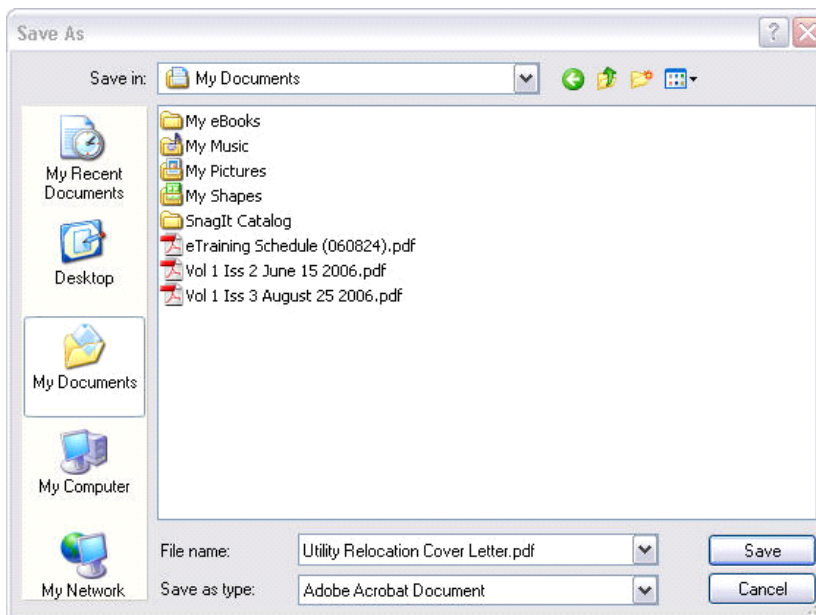 Save As
Save in: My Documents
My Recent
Documents
Desktop
My Documents
My Computer
My Network
My eBooks
My Music
My Pictures
My Shapes
SnagIt Catalog
eTraining Schedule (060824).pdf
Vol 1 Iss 2 June 15 2006.pdf
Vol 1 Iss 3 August 25 2006.pdf
File name: Utility Relocation Cover Letter.pdf Save
Save as type: Adobe Acrobat Document Cancel